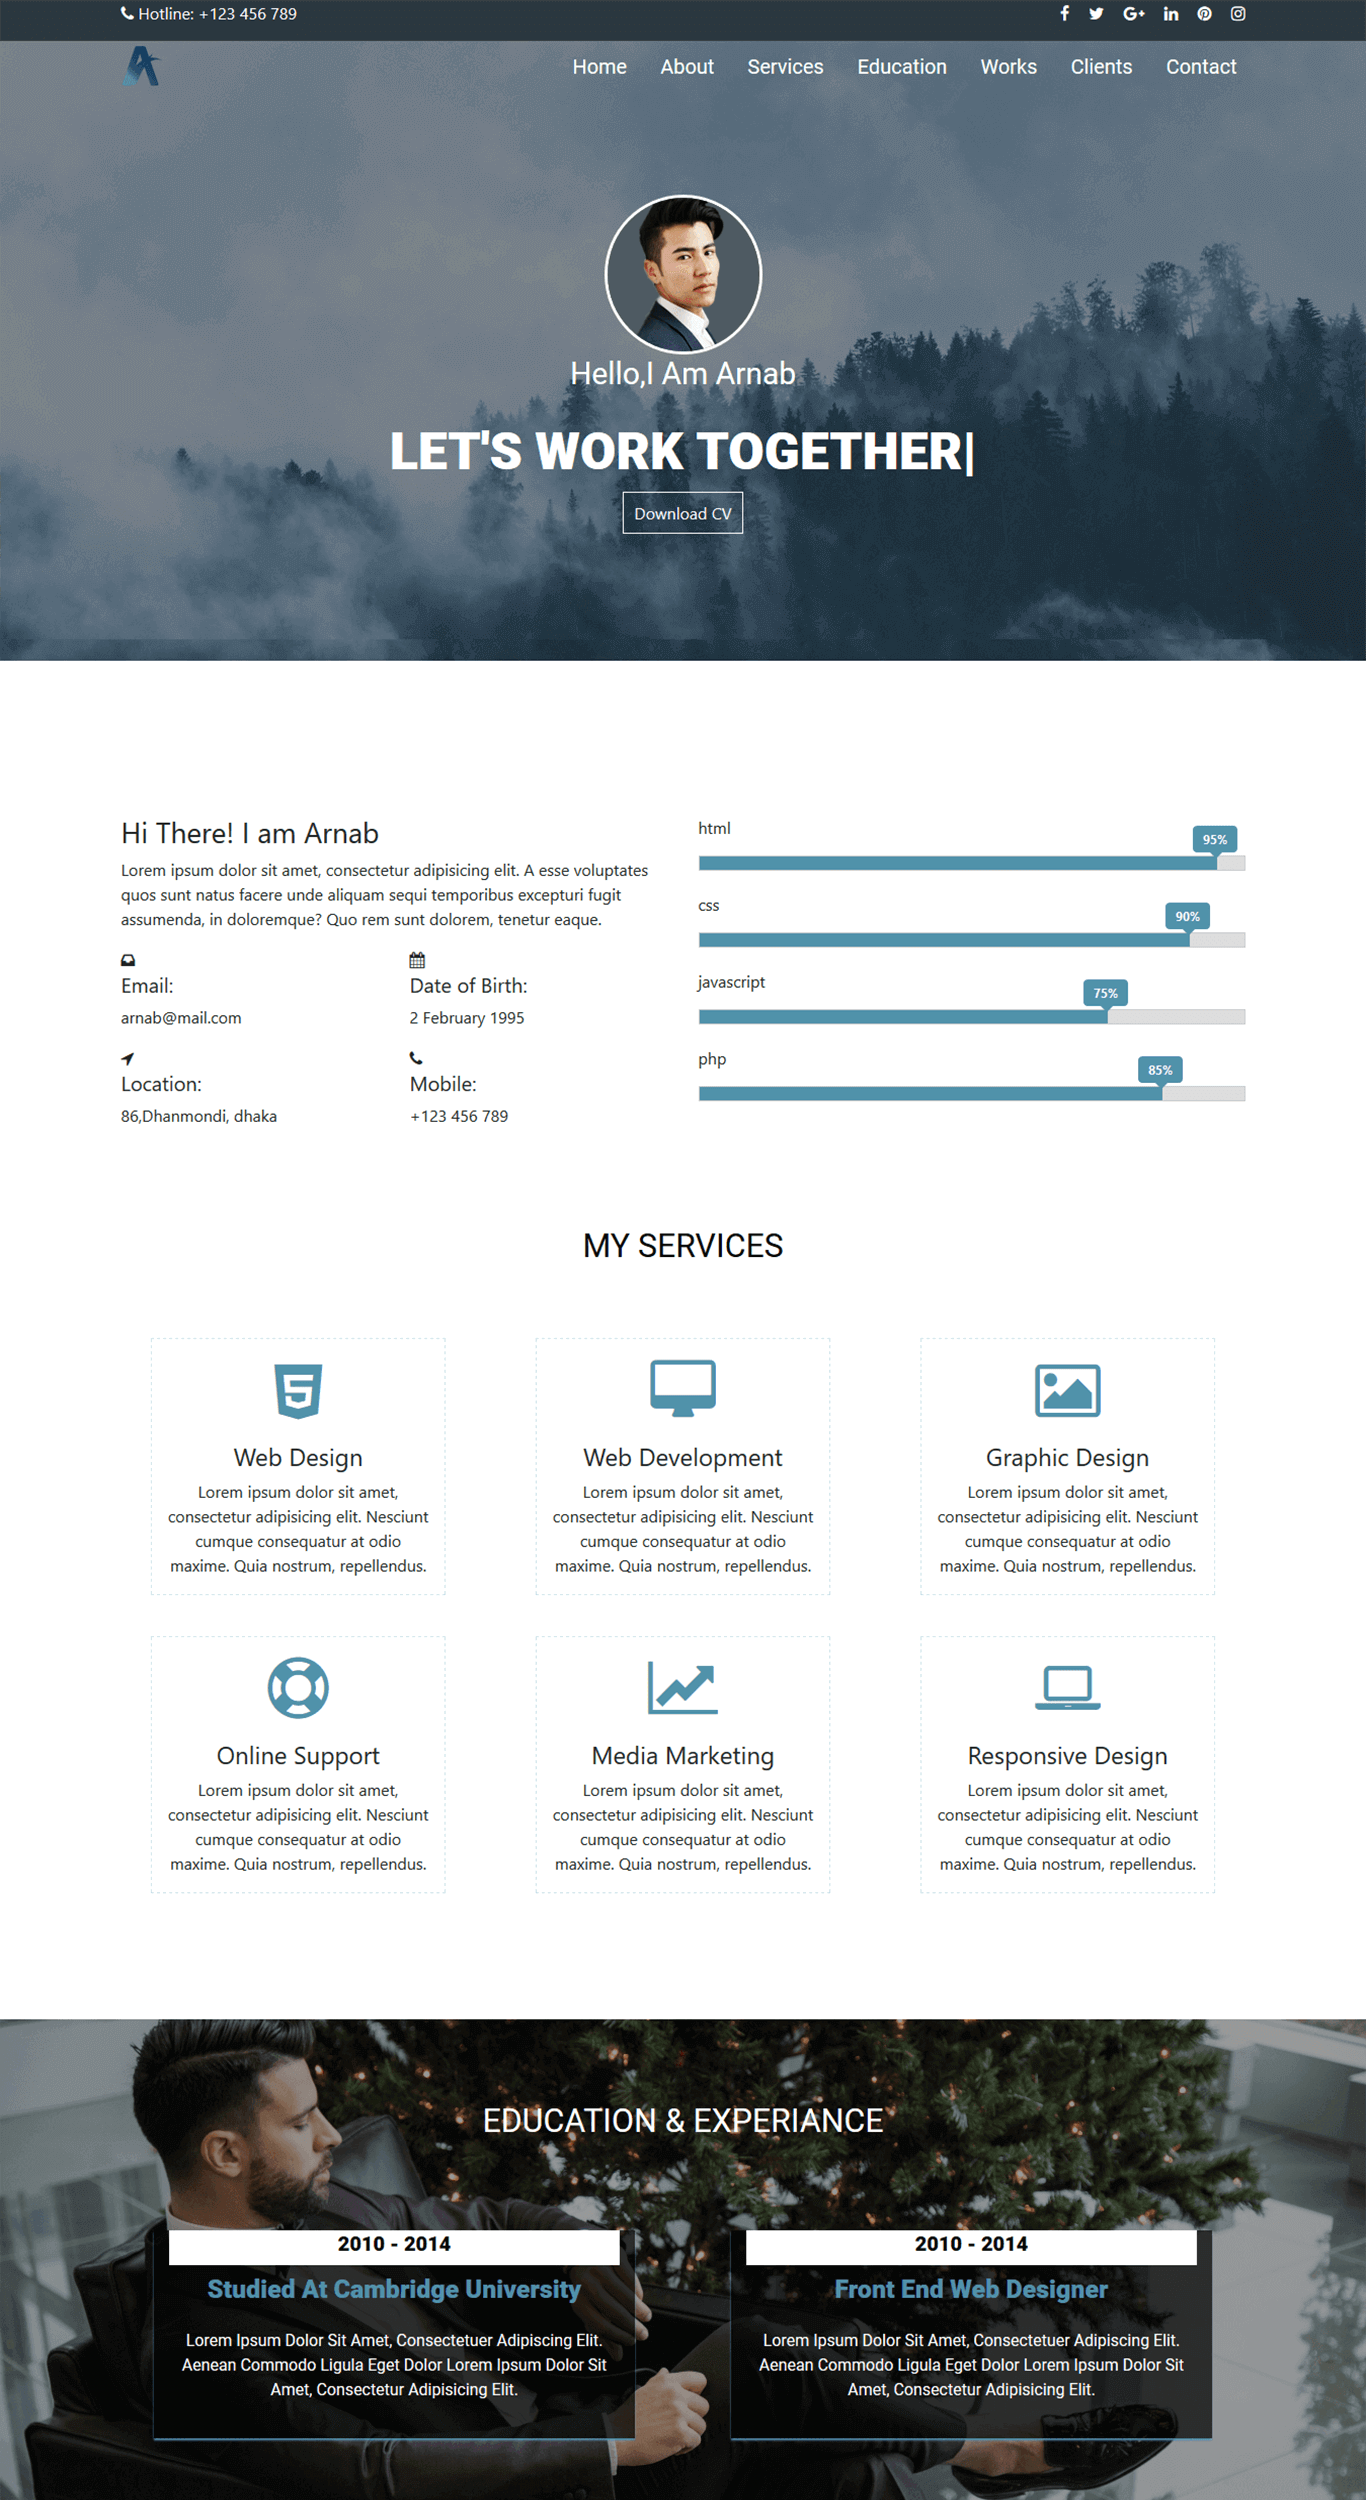 Hotline: +123 456 789
Home About Services Education Works Clients Contact
Hello,I Am Arnab
LET'S WORK TOGETHER|
Download CV
Hi There! I am Arnab
Lorem ipsum dolor sit amet, consectetur adipisicing elit. A esse voluptates
quos sunt natus facere unde aliquam sequi temporibus excepturi fugit
assumenda, in doloremque? Quo rem sunt dolorem, tenetur eaque.
Email:
arnab@mail.com
Date of Birth:
2 February 1995
Location:
86,Dhanmondi, dhaka
Mobile:
+123 456 789
html
95%
css
90%
javascript
75%
php
85%
MY SERVICES
Web Design
Lorem ipsum dolor sit amet,
consectetur adipisicing elit. Nesciunt
cumque consequatur at odio
maxime. Quia nostrum, repellendus.
Web Development
Lorem ipsum dolor sit amet,
consectetur adipisicing elit. Nesciunt
cumque consequatur at odio
maxime. Quia nostrum, repellendus.
Graphic Design
Lorem ipsum dolor sit amet,
consectetur adipisicing elit. Nesciunt
cumque consequatur at odio
maxime. Quia nostrum, repellendus.
Online Support
Lorem ipsum dolor sit amet,
consectetur adipisicing elit. Nesciunt
cumque consequatur at odio
maxime. Quia nostrum, repellendus.
Media Marketing
Lorem ipsum dolor sit amet,
consectetur adipisicing elit. Nesciunt
cumque consequatur at odio
maxime. Quia nostrum, repellendus.
Responsive Design
Lorem ipsum dolor sit amet,
consectetur adipisicing elit. Nesciunt
cumque consequatur at odio
maxime. Quia nostrum, repellendus.
EDUCATION & EXPERIANCE
2010 - 2014
Studied At Cambridge University
Lorem Ipsum Dolor Sit Amet, Consectetuer Adipiscing Elit.
Aenean Commodo Ligula Eget Dolor Lorem Ipsum Dolor Sit
Amet, Consectetur Adipisicing Elit.
2010 - 2014
Front End Web Designer
Lorem Ipsum Dolor Sit Amet, Consectetuer Adipiscing Elit.
Aenean Commodo Ligula Eget Dolor Lorem Ipsum Dolor Sit
Amet, Consectetur Adipisicing Elit.